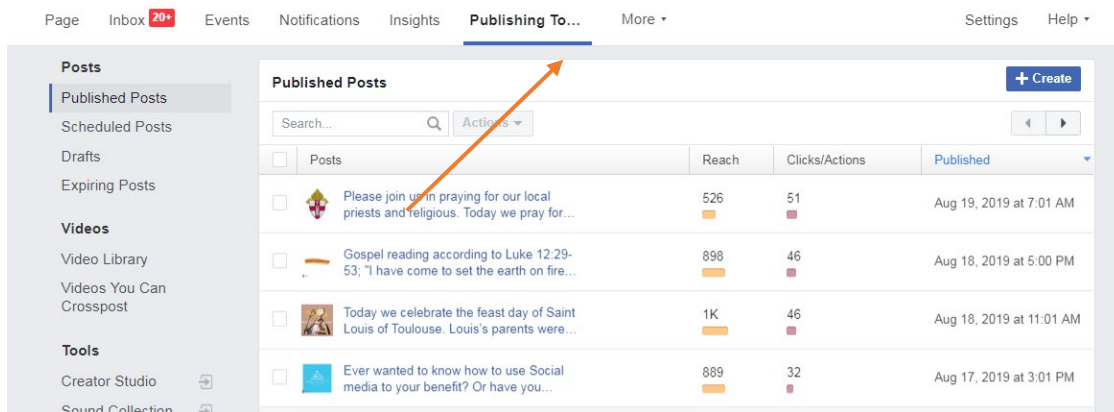 Page Inbox 20+ Events Notifications Insights Publishing To... More Settings Help
Posts
Published Posts
Scheduled Posts
Drafts
Expiring Posts
Videos
Video Library
Videos You Can
Crosspost
Tools
Creator Studio
Sound Collection
Published Posts
+ Create
Search... Actions
Posts Reach Clicks/Actions Published
Please join us in praying for our local
priests and religious. Today we pray for...
526 51 Aug 19, 2019 at 7:01 AM
Gospel reading according to Luke 12:29-
53; "I have come to set the earth on fire...
898 46 Aug 18, 2019 at 5:00 PM
Today we celebrate the feast day of Saint
Louis of Toulouse. Louis's parents were...
1K 46 Aug 18, 2019 at 11:01 AM
Ever wanted to know how to use Social
media to your benefit? Or have you...
889 32 Aug 17, 2019 at 3:01 PM